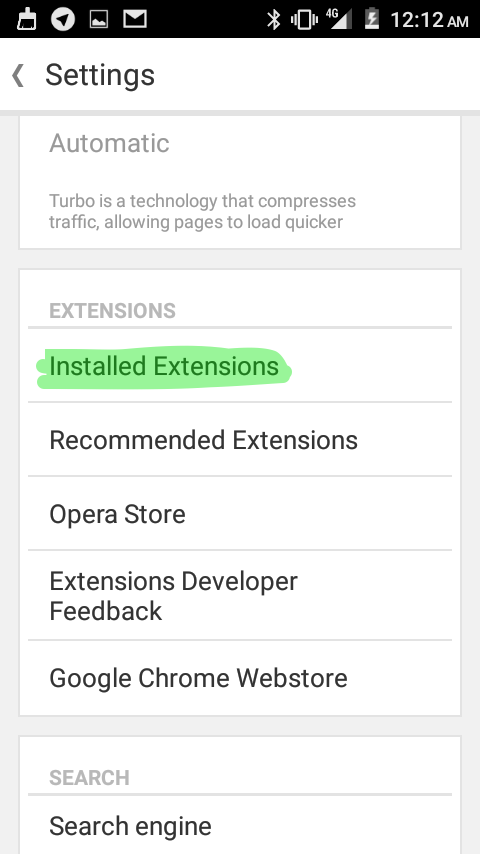 4G 12:12 AM
Settings
Automatic
Turbo is a technology that compresses
traffic, allowing pages to load quicker
EXTENSIONS
Installed Extensions
Recommended Extensions
Opera Store
Extensions Developer
Feedback
Google Chrome Webstore
SEARCH
Search engine